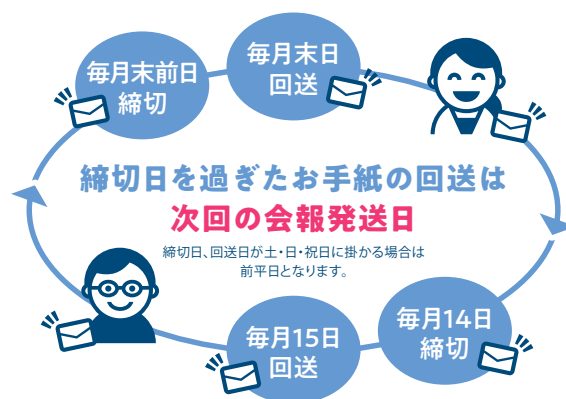 毎月末前日
締切
毎月末日
回送
締切日を過ぎたお手紙の回送は
次回の会報発送日
締切日、回送日が土・日・祝日に掛かる場合は
前平日となります。
毎月14日
締切
毎月15日
回送